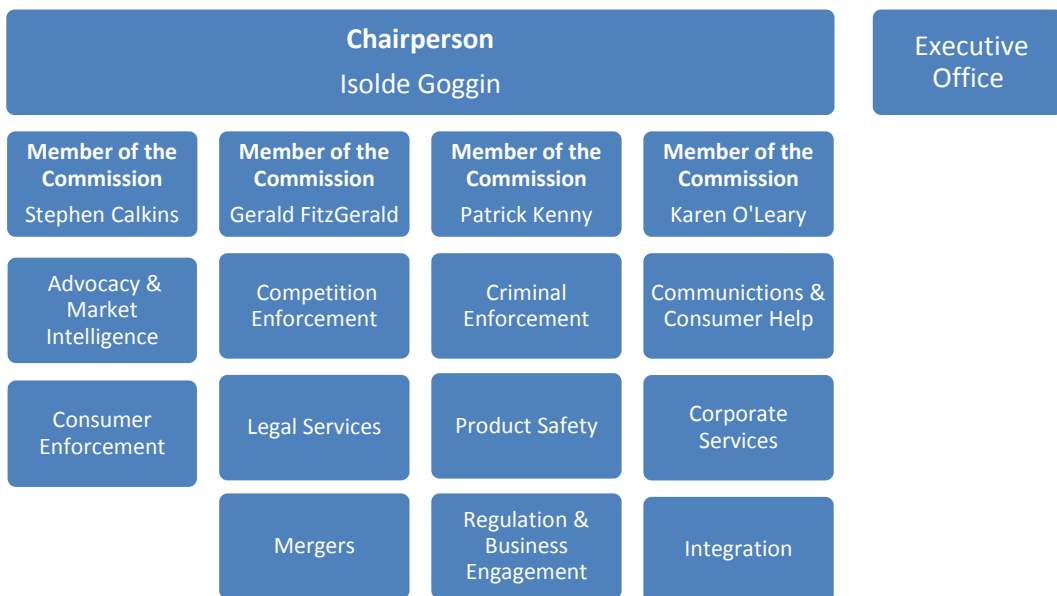 Chairperson
Isolde Goggin
Executive
Office
Member of the
Commission
Stephen Calkins
Member of the
Commission
Gerald FitzGerald
Member of the
Commission
Patrick Kenny
Member of the
Commission
Karen O'Leary
Advocacy &
Market
Intelligence
Competition
Enforcement
Criminal
Enforcement
Communictions &
Consumer Help
Consumer
Enforcement
Legal Services
Product Safety
Corporate
Services
Mergers
Regulation &
Business
Engagement
Integration